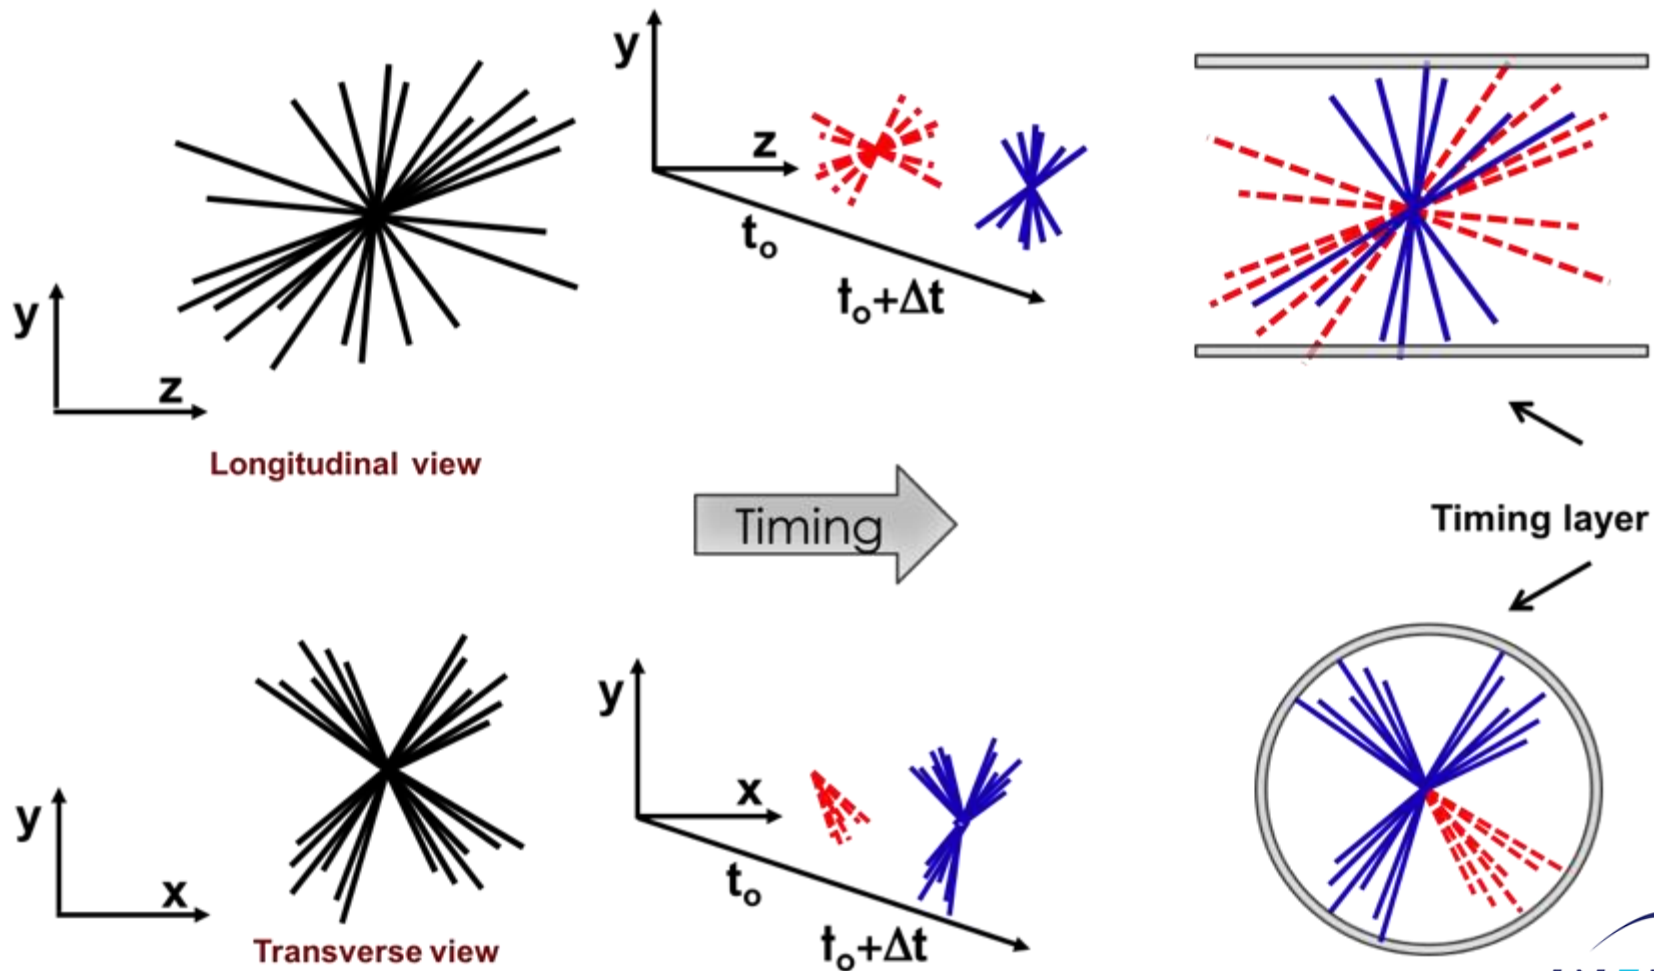 y
z
Longitudinal view
y
z
t₀
t₀+Δt
Timing
Timing layer
y
x
Transverse view
y
x
t₀
t₀+Δt